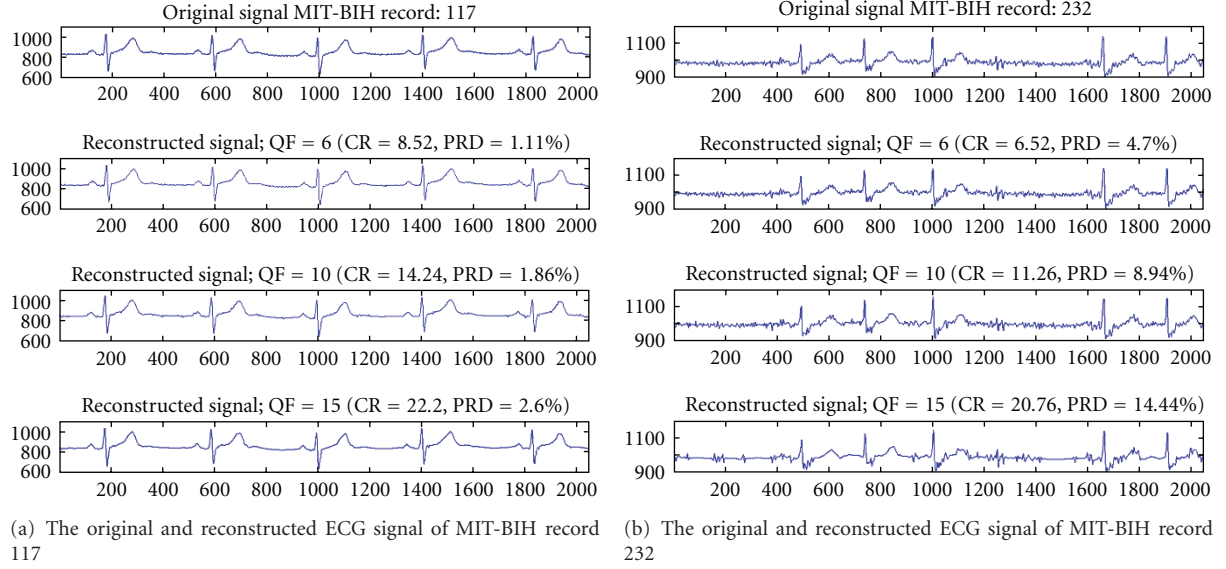 Original signal MIT-BIH record: 117
1000
800
600
200 400 600 800 1000 1200 1400 1600 1800 2000
Reconstructed signal; QF = 6 (CR = 8.52, PRD = 1.11%)
1000
800
600
200 400 600 800 1000 1200 1400 1600 1800 2000
Reconstructed signal; QF = 10 (CR = 14.24, PRD = 1.86%)
1000
800
600
200 400 600 800 1000 1200 1400 1600 1800 2000
Reconstructed signal; QF = 15 (CR = 22.2, PRD = 2.6%)
1000
800
600
200 400 600 800 1000 1200 1400 1600 1800 2000
(a) The original and reconstructed ECG signal of MIT-BIH record
117
Original signal MIT-BIH record: 232
1100
900
200 400 600 800 1000 1200 1400 1600 1800 2000
Reconstructed signal; QF = 6 (CR = 6.52, PRD = 4.7%)
1100
900
200 400 600 800 1000 1200 1400 1600 1800 2000
Reconstructed signal; QF = 10 (CR = 11.26, PRD = 8.94%)
1100
900
200 400 600 800 1000 1200 1400 1600 1800 2000
Reconstructed signal; QF = 15 (CR = 20.76, PRD = 14.44%)
1100
900
200 400 600 800 1000 1200 1400 1600 1800 2000
(b) The original and reconstructed ECG signal of MIT-BIH record
232